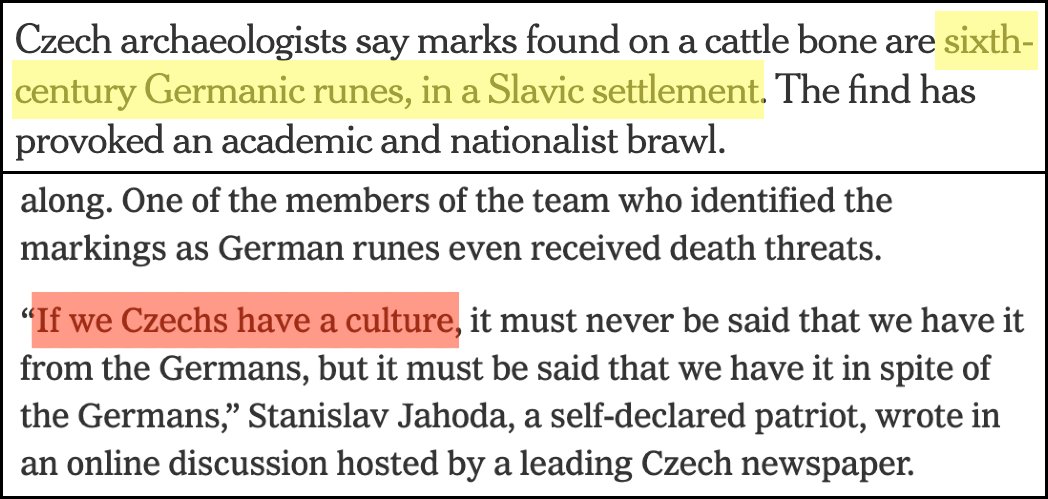 Czech archaeologists say marks found on a cattle bone are sixth-
century Germanic runes, in a Slavic settlement. The find has
provoked an academic and nationalist brawl.
along. One of the members of the team who identified the
markings as German runes even received death threats.
“If we Czechs have a culture, it must never be said that we have it
from the Germans, but it must be said that we have it in spite of
the Germans,” Stanislav Jahoda, a self-declared patriot, wrote in
an online discussion hosted by a leading Czech newspaper.